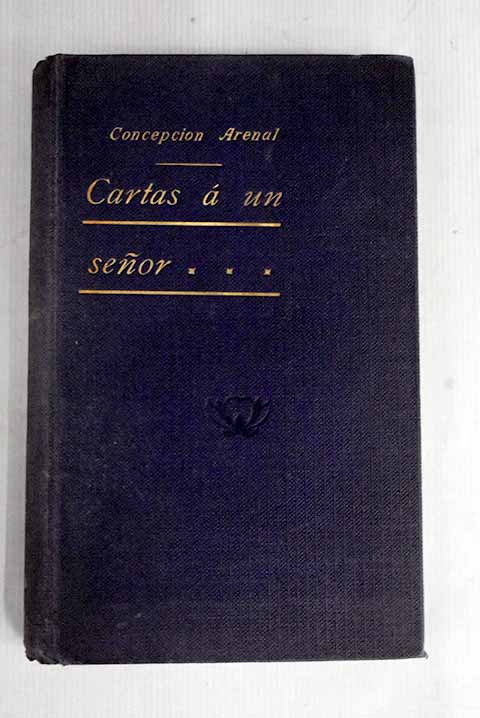 Concepcion Arenal
Cartas á un
señor . . .